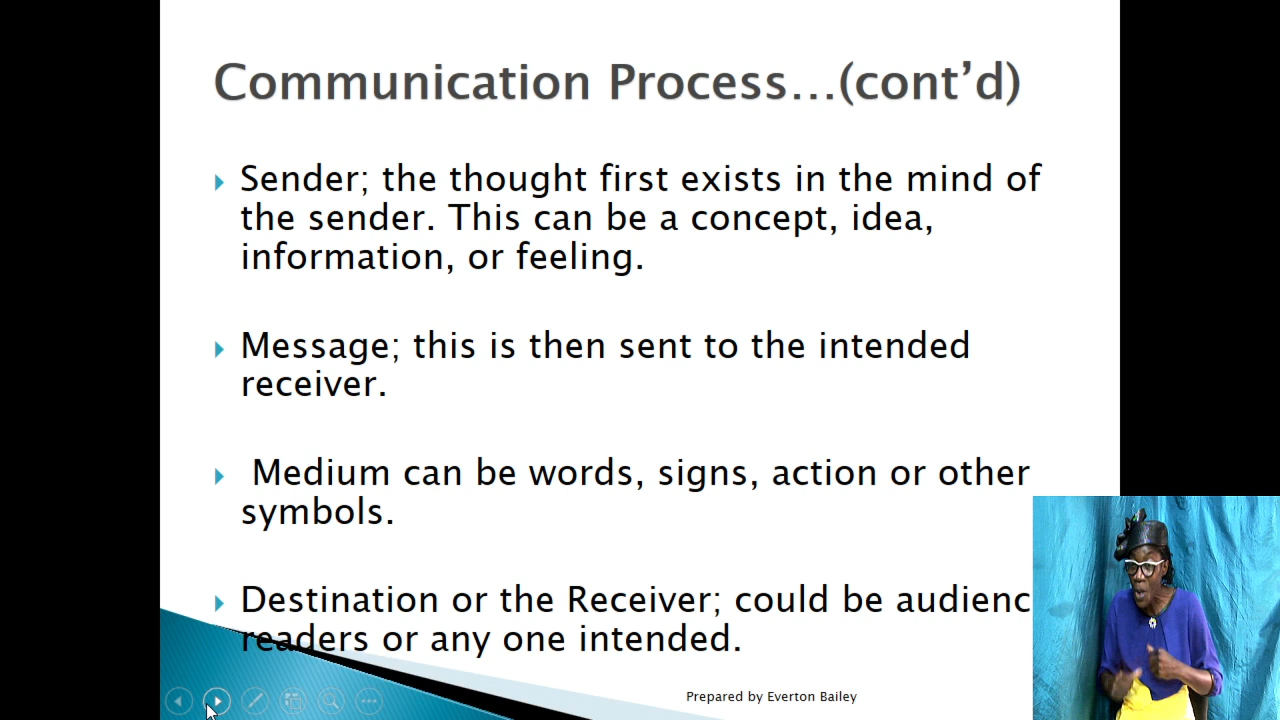 Communication Process...(cont'd)
Sender; the thought first exists in the mind of
the sender. This can be a concept, idea,
information, or feeling.
Message; this is then sent to the intended
receiver.
Medium can be words, signs, action or other
symbols.
Destination or the Receiver; could be audienc
readers or any one intended.
Prepared by Everton Bailey